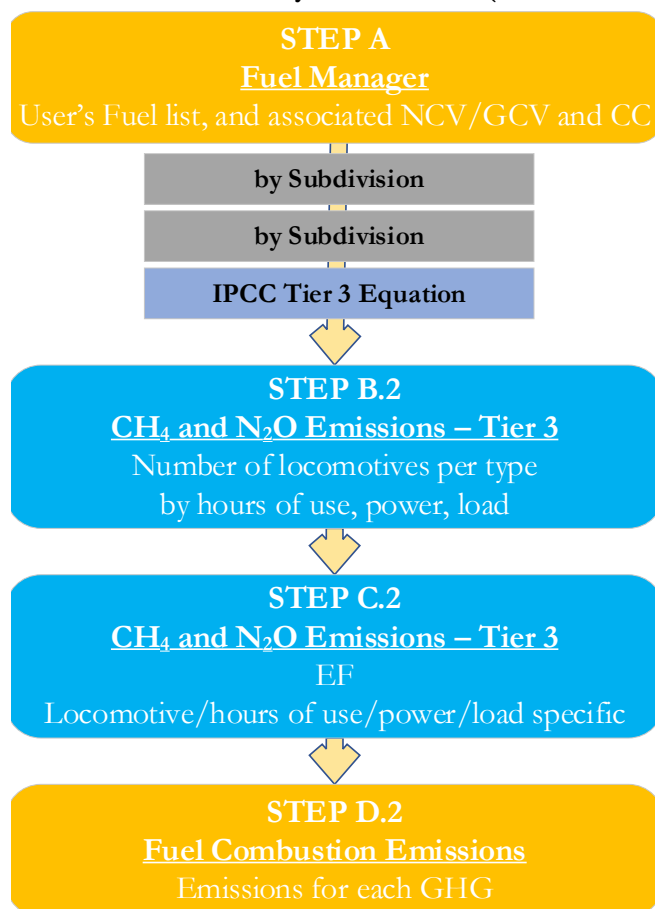 STEP A
Fuel Manager
User's Fuel list, and associated NCV/GCV and CC
by Subdivision
by Subdivision
IPCC Tier 3 Equation
STEP B.2
CH₄ and N₂O Emissions – Tier 3
Number of locomotives per type
by hours of use, power, load
STEP C.2
CH₄ and N₂O Emissions – Tier 3
EF
Locomotive/hours of use/power/load specific
STEP D.2
Fuel Combustion Emissions
Emissions for each GHG